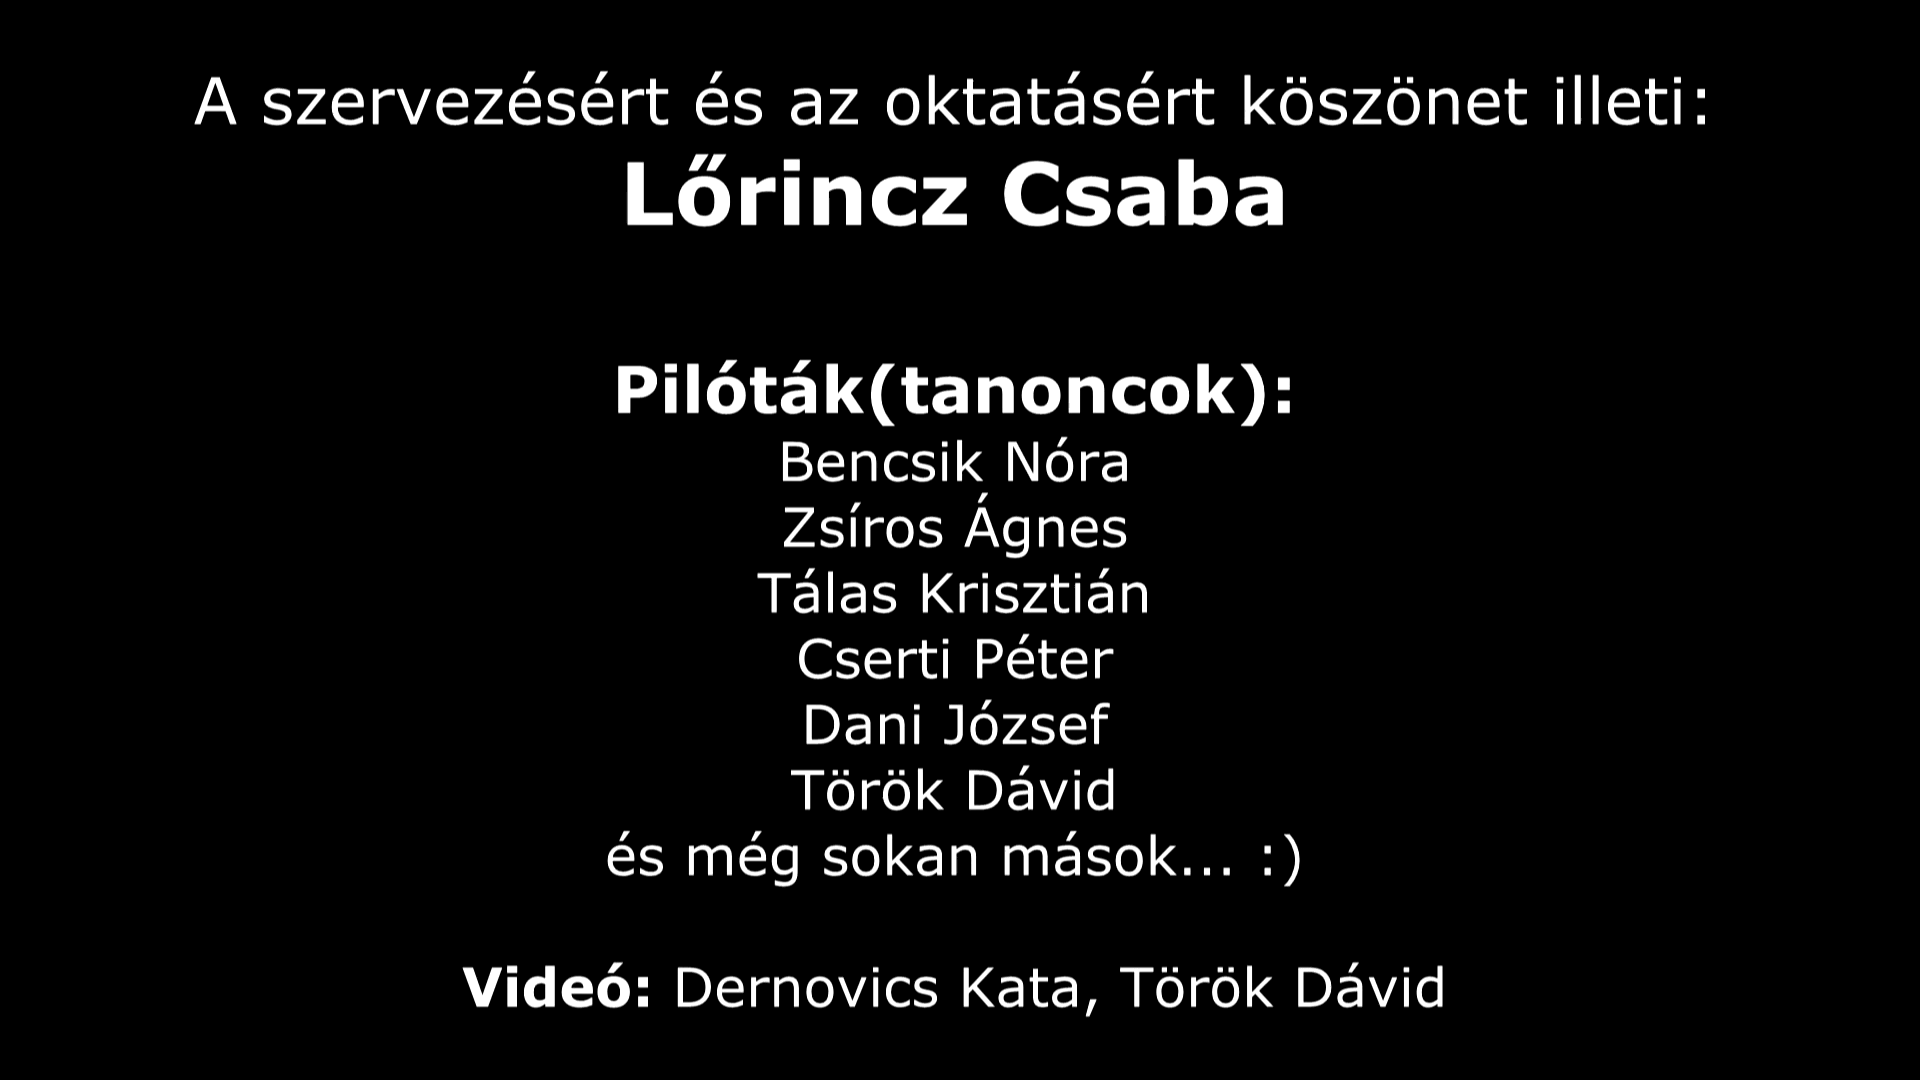 A szervezésért és az oktatásért köszönet illeti:
Lőrincz Csaba
Pilóták(tanoncok):
Bencsik Nóra
Zsíros Ágnes
Tálas Krisztián
Cserti Péter
Dani József
Török Dávid
és még sokan mások... :)
Videó: Dernovics Kata, Török Dávid